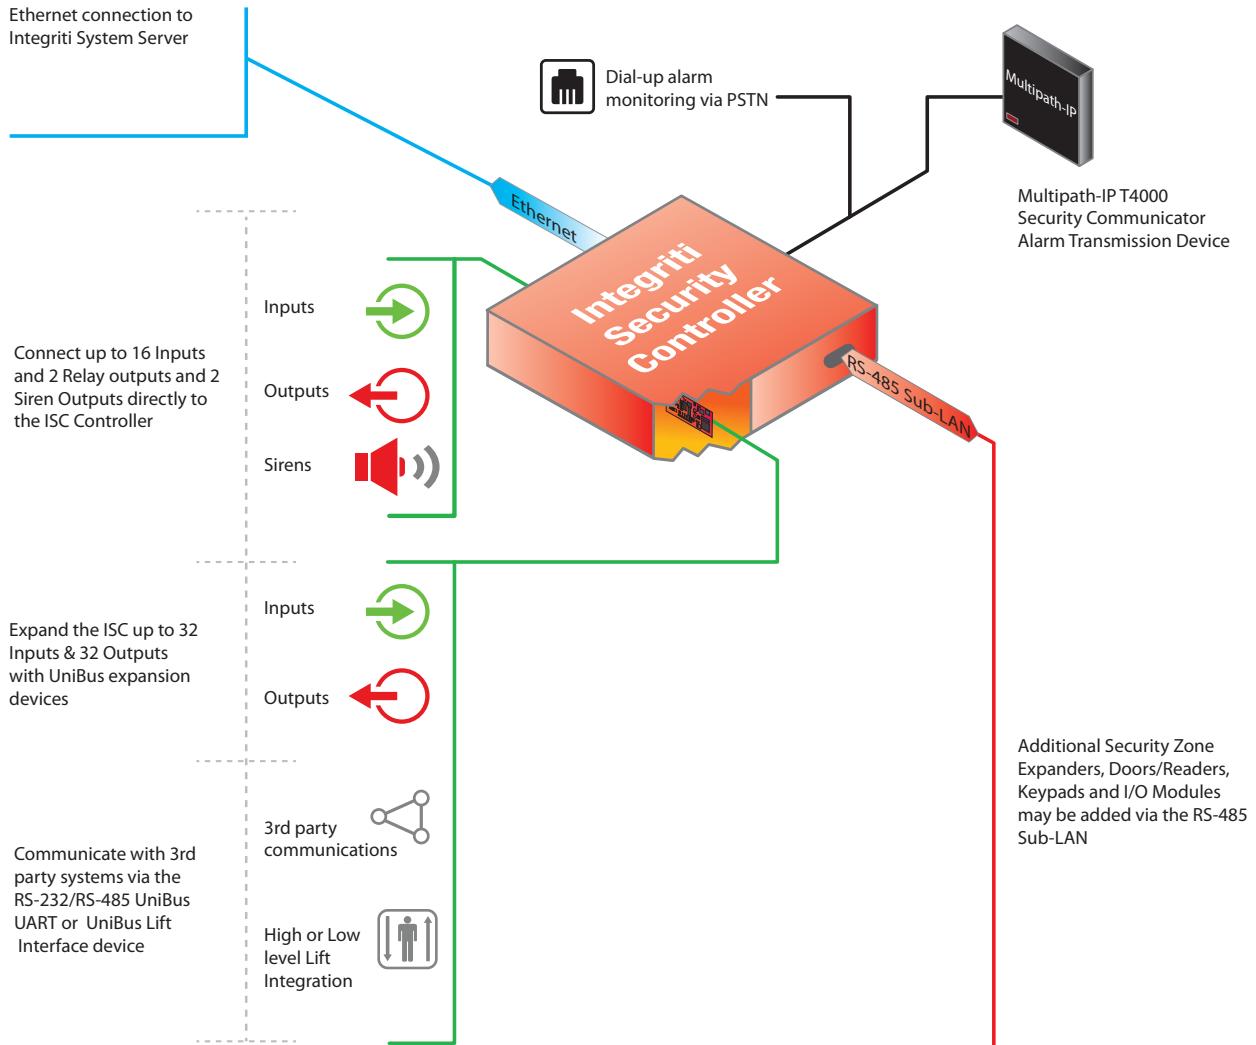 Ethernet connection to
Integriti System Server
Dial-up alarm
monitoring via PSTN
Multipath-IP
Multipath-IP T4000
Security Communicator
Alarm Transmission Device
Ethernet
Integriti
Security
Controller
RS-485 Sub-LAN
Connect up to 16 Inputs
and 2 Relay outputs and 2
Siren Outputs directly to
the ISC Controller
Inputs
Outputs
Sirens
Expand the ISC up to 32
Inputs & 32 Outputs
with UniBus expansion
devices
Inputs
Outputs
Communicate with 3rd
party systems via the
RS-232/RS-485 UniBus
UART or UniBus Lift
Interface device
3rd party
communications
High or Low
level Lift
Integration
Additional Security Zone
Expanders, Doors/Readers,
Keypads and I/O Modules
may be added via the RS-485
Sub-LAN